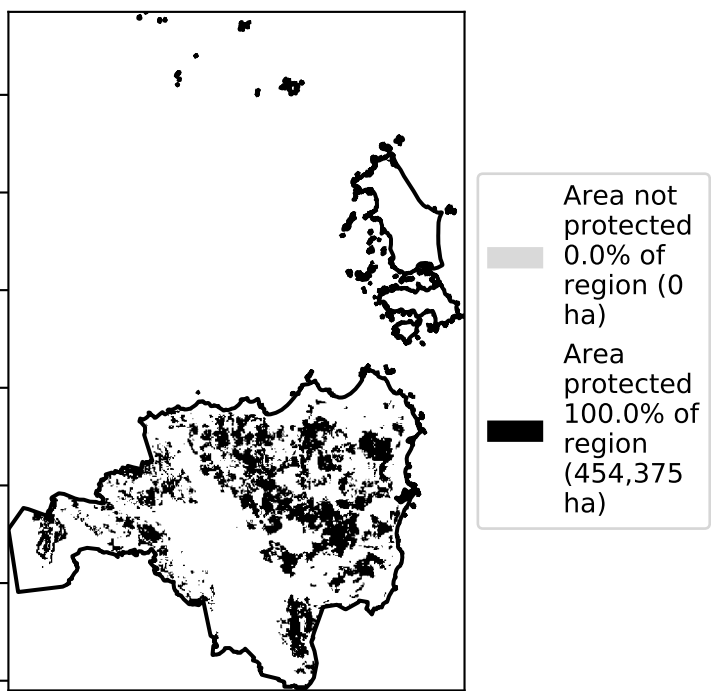 Area not
protected
0.0% of
region (0
ha)
Area
protected
100.0% of
region
(454,375
ha)